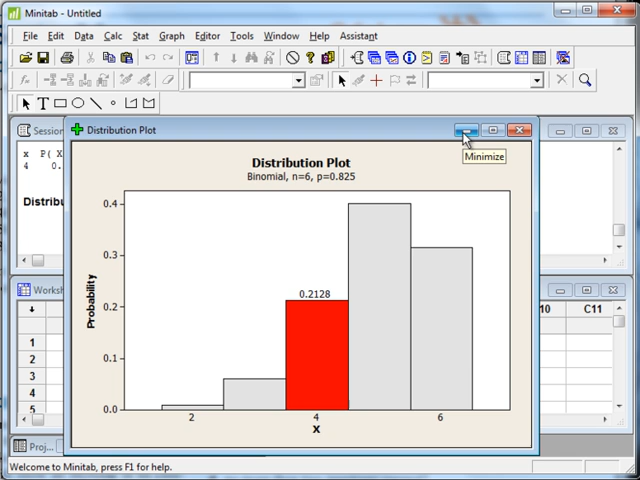 Minitab - Untitled
File Edit Data Calc Stat Graph Editor Tools Window Help Assistant
Session
Distribution Plot
Minimize
x P( X
4 0.
Distribu
Distribution Plot
Binomial, n=6, p=0.825
0.4
0.3
0.2
0.1
0.0
Probability
0.2128
2 4 6
X
Worksh
10 C11
1
2
3
4
5
Proj...
Welcome to Minitab, press F1 for help.